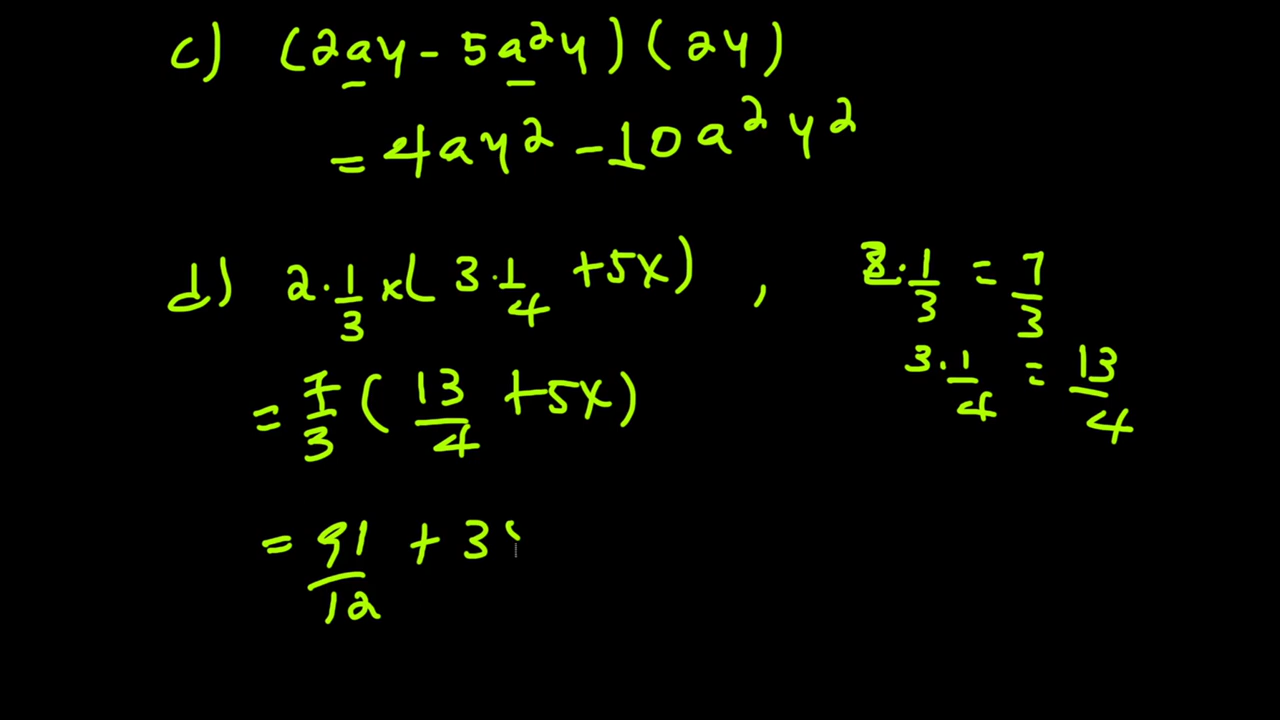 c) (2ay - 5a²y)(2y)
= 4ay² - 10a²y²
d) 2·1/3 x( 3·1/4 +5x) , 2·1/3 = 7/3
3·1/4 = 13/4
= 7/3 ( 13/4 +5x)
= 91/12 + 3